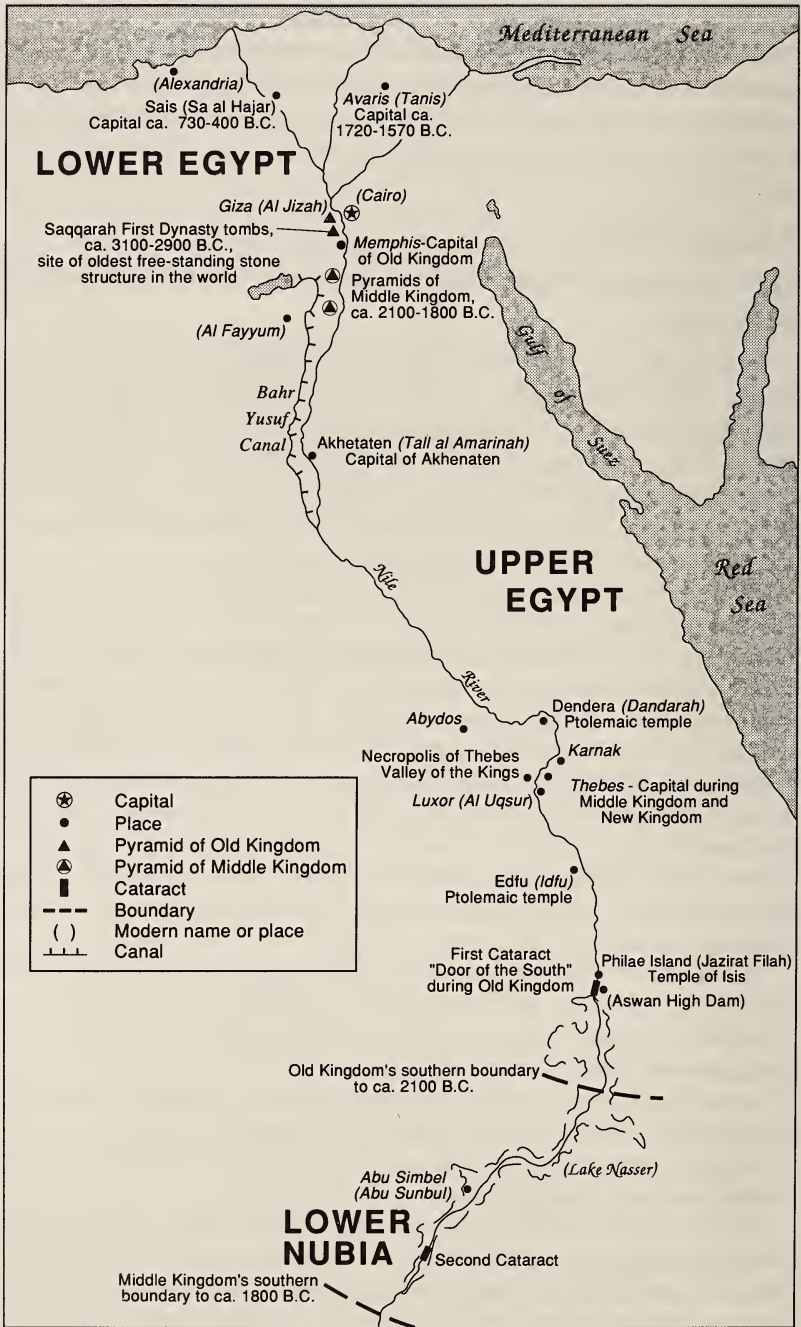 Mediterranean Sea
(Alexandria)
Sais (Sa al Hajar)
Capital ca. 730-400 B.C.
Avaris (Tanis)
Capital ca.
1720-1570 B.C.
LOWER EGYPT
Giza (Al Jizah)
(Cairo)
Saqqarah First Dynasty tombs,
ca. 3100-2900 B.C.,
site of oldest free-standing stone
structure in the world
Memphis-Capital
of Old Kingdom
Pyramids of
Middle Kingdom,
ca. 2100-1800 B.C.
(Al Fayyum)
Gulf
of
Suez
Bahr
Yusuf
Canal
Akhetaten (Tall al Amarinah)
Capital of Akhenaten
UPPER
EGYPT
Red
Sea
Nile
River
Abydos
Dendera (Dandarah)
Ptolemaic temple
Karnak
Necropolis of Thebes
Valley of the Kings
Luxor (Al Uqsur)
Thebes - Capital during
Middle Kingdom and
New Kingdom
Capital
Place
Pyramid of Old Kingdom
Pyramid of Middle Kingdom
Cataract
Boundary
( ) Modern name or place
Canal
Edfu (Idfu)
Ptolemaic temple
First Cataract
"Door of the South"
during Old Kingdom
Philae Island (Jazirat Filah)
Temple of Isis
(Aswan High Dam)
Old Kingdom's southern boundary
to ca. 2100 B.C.
(Lake Nasser)
Abu Simbel
(Abu Sunbul)
LOWER
NUBIA
Second Cataract
Middle Kingdom's southern
boundary to ca. 1800 B.C.